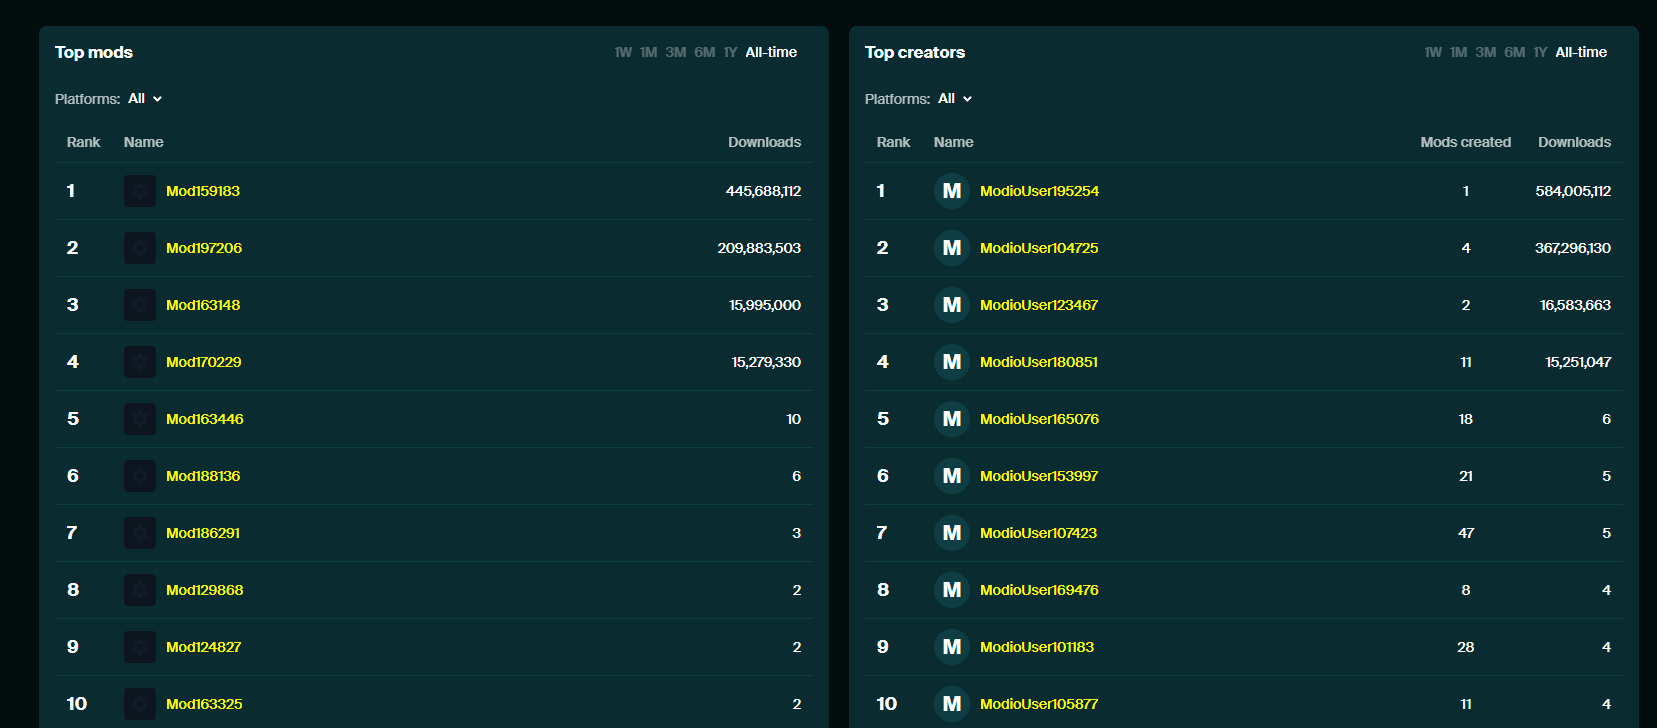 Top mods
1W 1M 3M 6M 1Y All-time
Platforms: All
Rank Name Downloads
1 Mod159183 445,688,112
2 Mod197206 209,883,503
3 Mod163148 15,995,000
4 Mod170229 15,279,330
5 Mod163446 10
6 Mod188136 6
7 Mod186291 3
8 Mod129868 2
9 Mod124827 2
10 Mod163325 2
Top creators
1W 1M 3M 6M 1Y All-time
Platforms: All
Rank Name Mods created Downloads
1 M ModioUser195254 1 584,005,112
2 M ModioUser104725 4 367,296,130
3 M ModioUser123467 2 16,583,663
4 M ModioUser180851 11 15,251,047
5 M ModioUser165076 18 6
6 M ModioUser153997 21 5
7 M ModioUser107423 47 5
8 M ModioUser169476 8 4
9 M ModioUser101183 28 4
10 M ModioUser105877 11 4